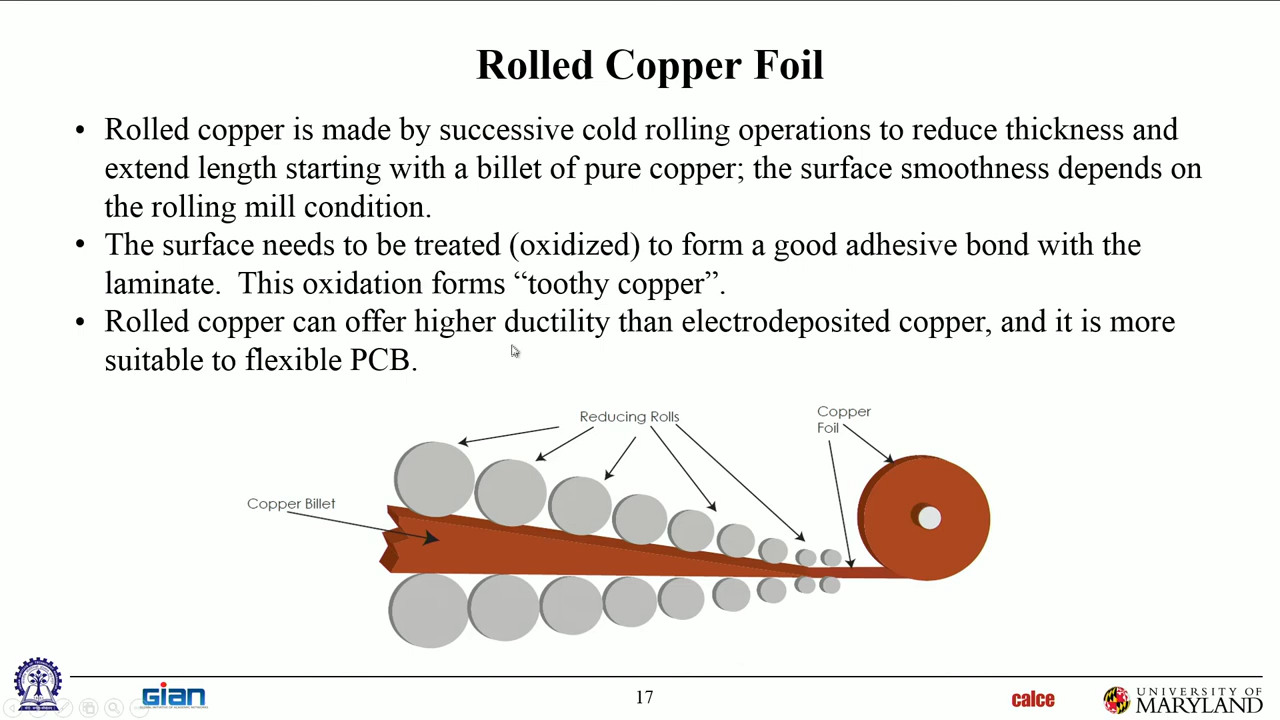 Rolled Copper Foil
• Rolled copper is made by successive cold rolling operations to reduce thickness and
extend length starting with a billet of pure copper; the surface smoothness depends on
the rolling mill condition.
• The surface needs to be treated (oxidized) to form a good adhesive bond with the
laminate.  This oxidation forms “toothy copper”.
• Rolled copper can offer higher ductility than electrodeposited copper, and it is more
suitable to flexible PCB.
Reducing Rolls
Copper
Foil
Copper Billet
GIAN
17
calce
UNIVERSITY OF
MARYLAND